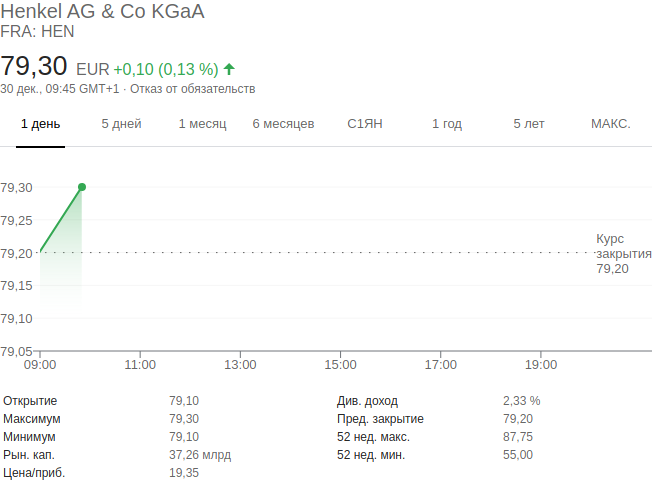 Henkel AG & Co KGaA
FRA: HEN
79,30 EUR +0,10 (0,13 %)
30 дек., 09:45 GMT+1 · Отказ от обязательств
1 день 5 дней 1 месяц 6 месяцев С1ЯН 1 год 5 лет МАКС.
79,30
79,25
79,20
79,15
79,10
79,05
Курс
закрытия
79,20
09:00 11:00 13:00 15:00 17:00 19:00
Открытие 79,10 Див. доход 2,33 %
Максимум 79,30 Пред. закрытие 79,20
Минимум 79,10 52 нед. макс. 87,75
Рын. кап. 37,26 млрд 52 нед. мин. 55,00
Цена/приб. 19,35